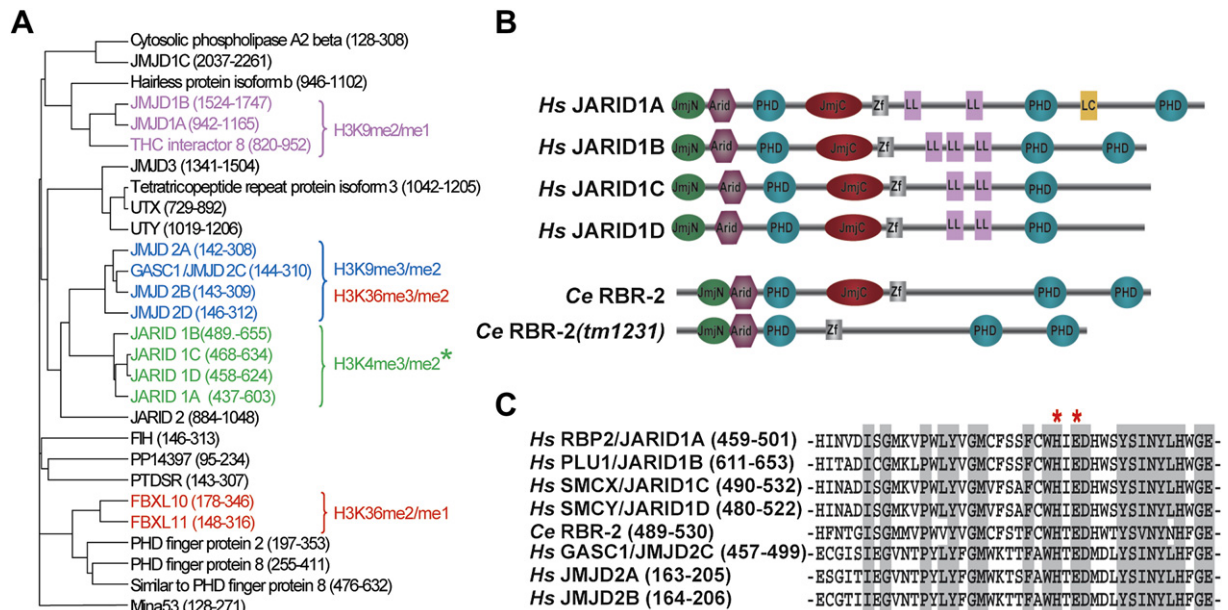 A
Cytosolic phospholipase A2 beta (128-308)
JMJD1C (2037-2261)
Hairless protein isoform b (946-1102)
JMJD1B (1524-1747)
JMJD1A (942-1165)
THC interactor 8 (820-952)
H3K9me2/me1
JMJD3 (1341-1504)
Tetratricopeptide repeat protein isoform 3 (1042-1205)
UTX (729-892)
UTY (1019-1206)
JMJD 2A (142-308)
GASC1/JMJD 2C (144-310)
JMJD 2B (143-309)
JMJD 2D (146-312)
H3K9me3/me2
H3K36me3/me2
JARID 1B(489.-655)
JARID 1C (468-634)
JARID 1D (458-624)
JARID 1A (437-603)
H3K4me3/me2*
JARID 2 (884-1048)
FIH (146-313)
PP14397 (95-234)
PTDSR (143-307)
FBXL10 (178-346)
FBXL11 (148-316)
H3K36me2/me1
PHD finger protein 2 (197-353)
PHD finger protein 8 (255-411)
Similar to PHD finger protein 8 (476-632)
Mina53 (128-271)
B
Hs JARID1A JmjN Arid PHD JmjC Zf LL LL PHD LC PHD
Hs JARID1B JmjN Arid PHD JmjC Zf LL LL LL PHD PHD
Hs JARID1C JmjN Arid PHD JmjC Zf LL LL PHD
Hs JARID1D JmjN Arid PHD JmjC Zf LL LL PHD
Ce RBR-2 JmjN Arid PHD JmjC Zf PHD PHD
Ce RBR-2(tm1231) JmjN Arid PHD Zf PHD PHD
C
* *
Hs RBP2/JARID1A (459-501) -HINVDISGMKVPWLYVGMCFSSFCWHIEDHWSYSINYLHWGE-
Hs PLU1/JARID1B (611-653) -HITADICGMKLPWLYVGMCFSSFCWHIEDHWSYSINYLHWGE-
Hs SMCX/JARID1C (490-532) -HINADISGMKVPWLYVGMVFSAFCWHIEDHWSYSINYLHWGE-
Hs SMCY/JARID1D (480-522) -HINADISGMKVPWLYVGMVFSAFCWHIEDHWSYSINYLHWGE-
Ce RBR-2 (489-530) -HFNTGISGMMVPWVYVGMCFSTFCWHTEDHWTYSVNYNHFGE-
Hs GASC1/JMJD2C (457-499) -ECGISIEGVNTPYLYFGMWKTTFAWHTEDMDLYSINYLHFGE-
Hs JMJD2A (163-205) -ESGITIEGVNTPYLYFGMWKTSFAWHTEDMDLYSINYLHFGE-
Hs JMJD2B (164-206) -ECGTIIEGVNTPYLYFGMWKTTFAWHTEDMDLYSINYLHFGE-